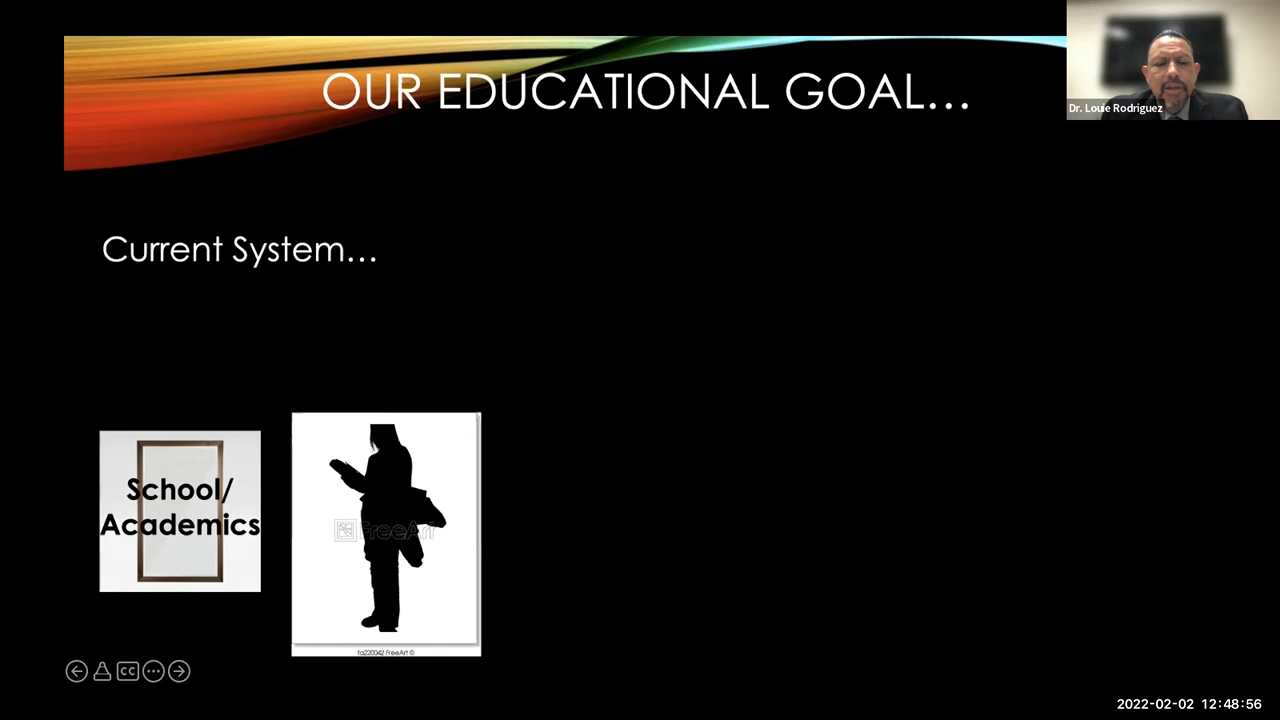 OUR EDUCATIONAL GOAL...
Dr. Louie Rodriguez
Current System...
School/
Academics
FreeArt
fa220042 FreeArt ©
CC
2022-02-02 12:48:56